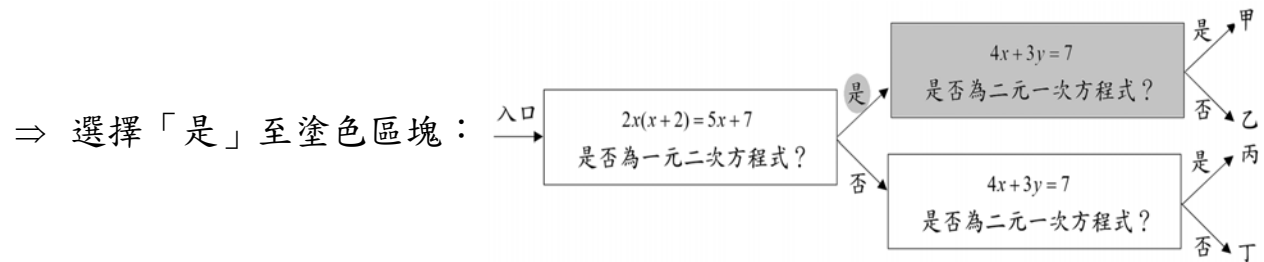 ⇒ 選擇「是」至塗色區塊：
入口
2x(x+2)=5x+7
是否為一元二次方程式？
是
否
4x+3y=7
是否為二元一次方程式？
是
甲
否
乙
4x+3y=7
是否為二元一次方程式？
是
丙
否
丁